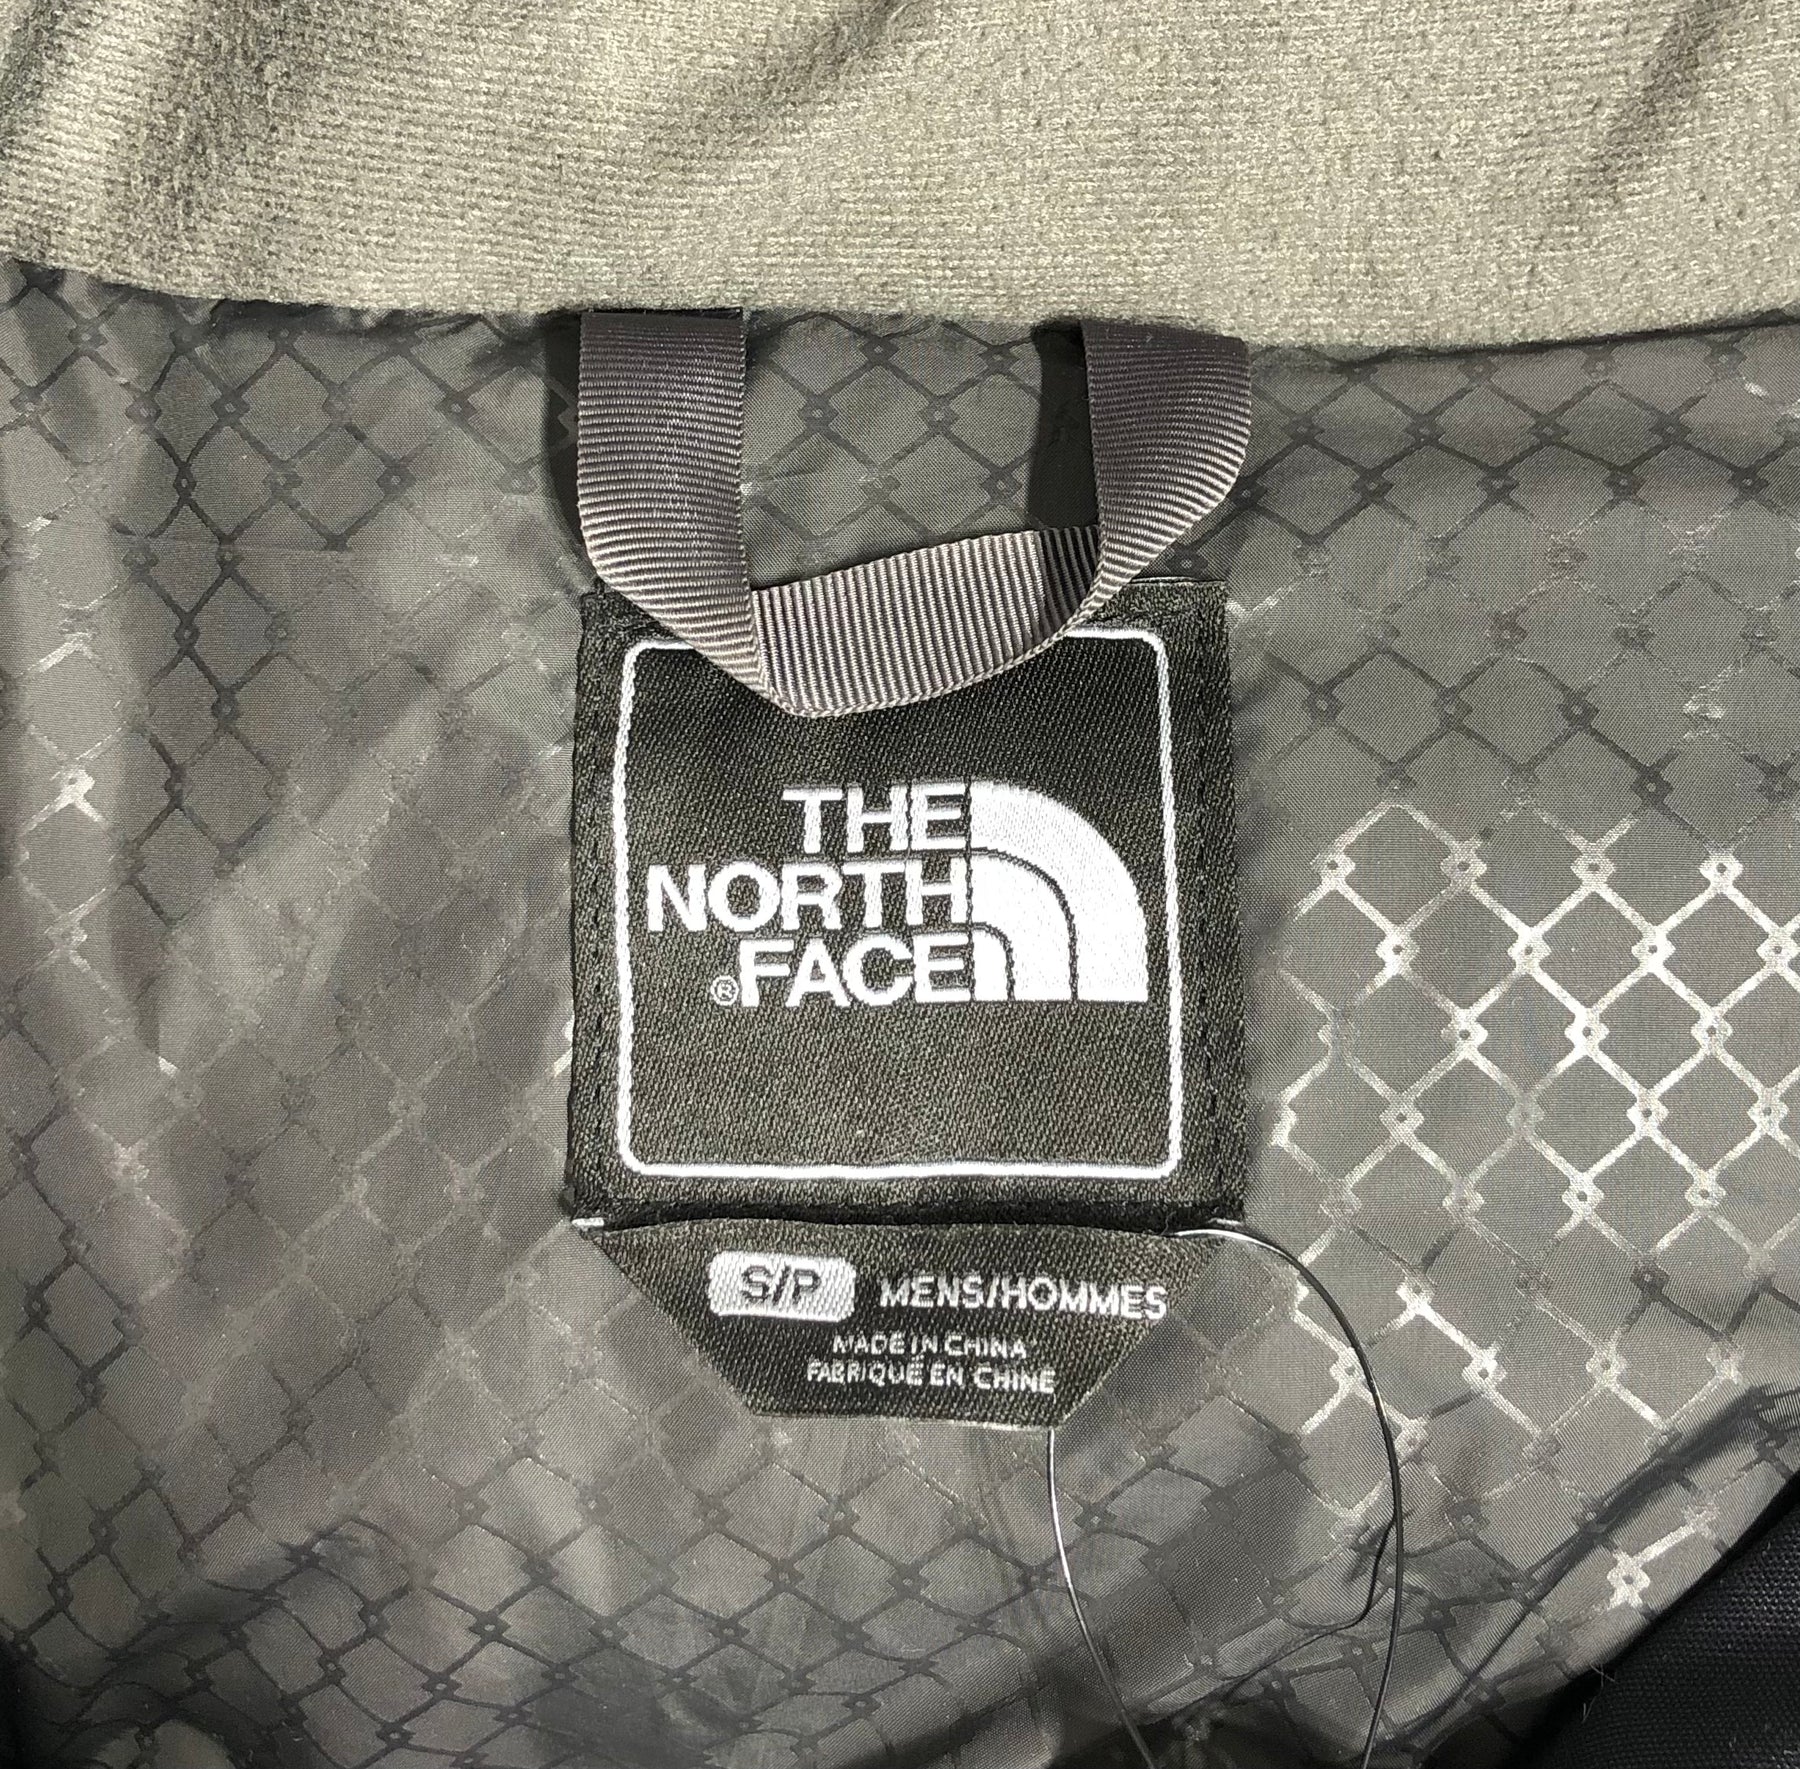 THE
NORTH
®FACE
S/P MENS/HOMMES
MADE IN CHINA
FABRIQUÉ EN CHINE